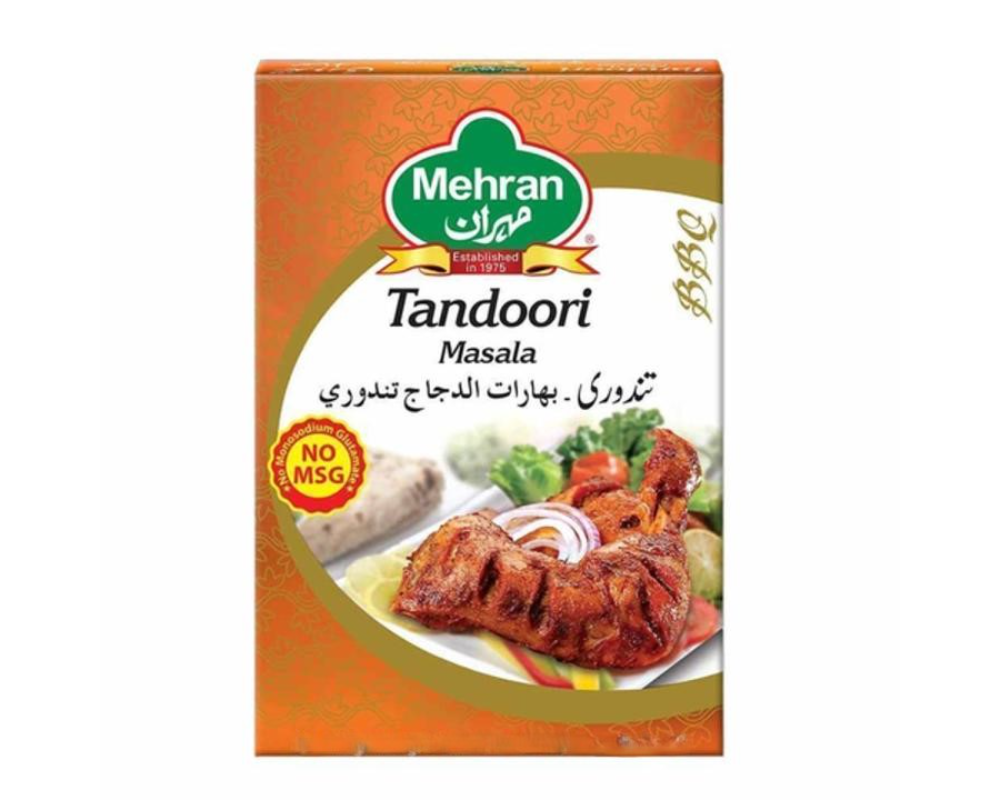 Mehran
مہران
®
Established
in 1975
BBQ
Tandoori
Masala
تندوری ـ بهارات الدجاج تندوري
No Monosodium Glutamate
NO
MSG